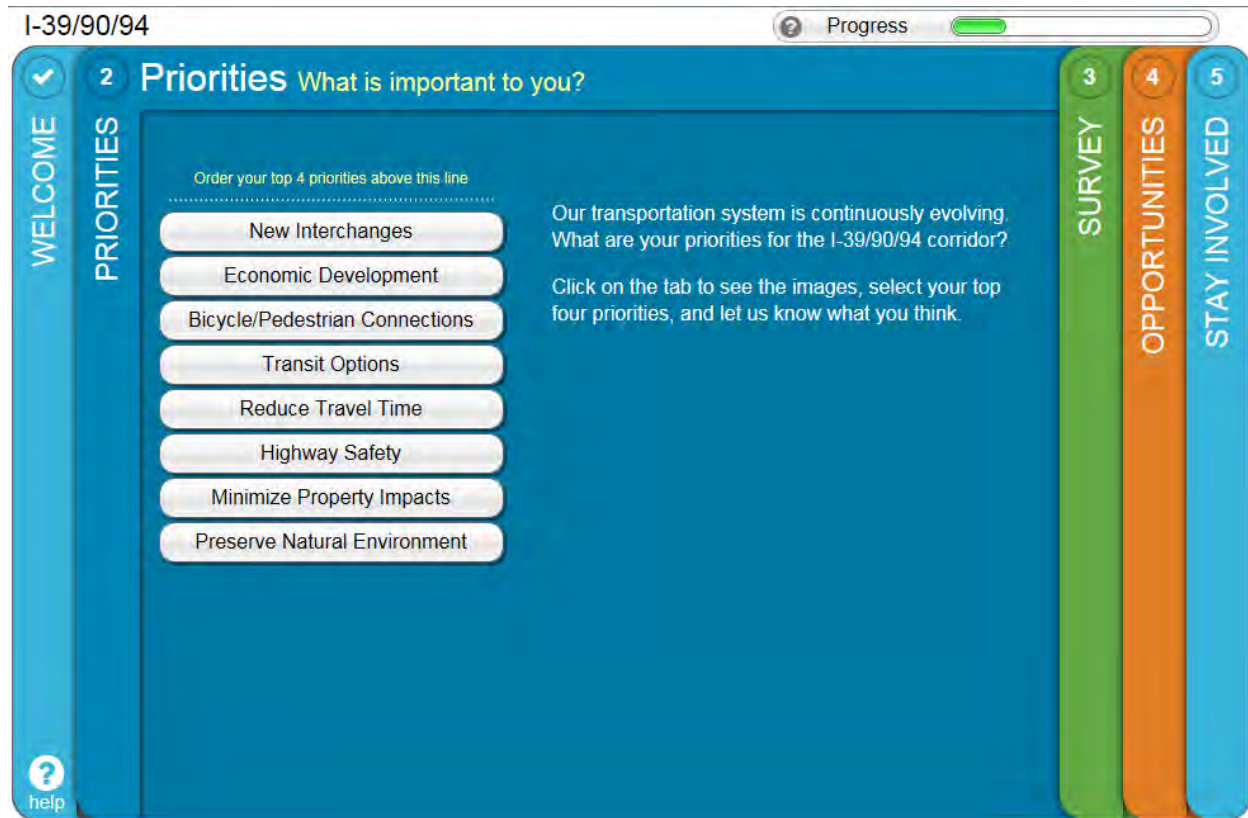 I-39/90/94
? Progress
WELCOME
2
PRIORITIES
Priorities What is important to you?
Order your top 4 priorities above this line
New Interchanges
Economic Development
Bicycle/Pedestrian Connections
Transit Options
Reduce Travel Time
Highway Safety
Minimize Property Impacts
Preserve Natural Environment
Our transportation system is continuously evolving.
What are your priorities for the I-39/90/94 corridor?
Click on the tab to see the images, select your top
four priorities, and let us know what you think.
3
SURVEY
4
OPPORTUNITIES
5
STAY INVOLVED
?
help